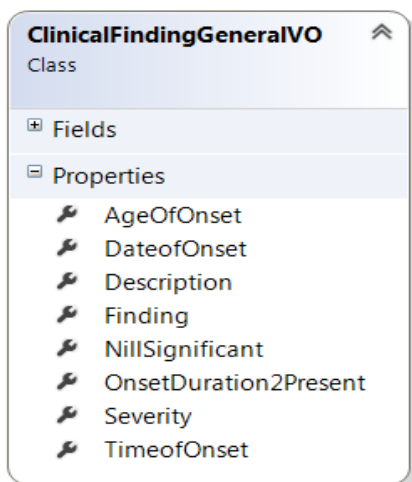 ClinicalFindingGeneralVO
Class
Fields
Properties
AgeOfOnset
DateofOnset
Description
Finding
NillSignificant
OnsetDuration2Present
Severity
TimeofOnset